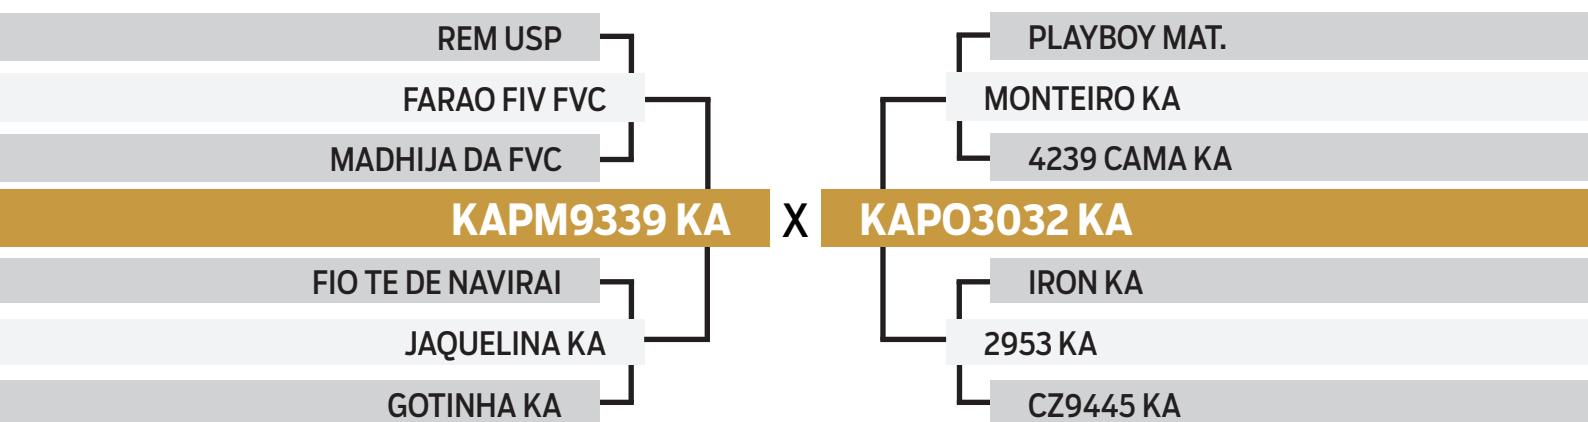 REM USP
PLAYBOY MAT.
FARAO FIV FVC
MONTEIRO KA
MADHIJA DA FVC
4239 CAMA KA
KAPM9339 KA X KAPO3032 KA
FIO TE DE NAVIRAI
IRON KA
JAQUELINA KA
2953 KA
GOTINHA KA
CZ9445 KA